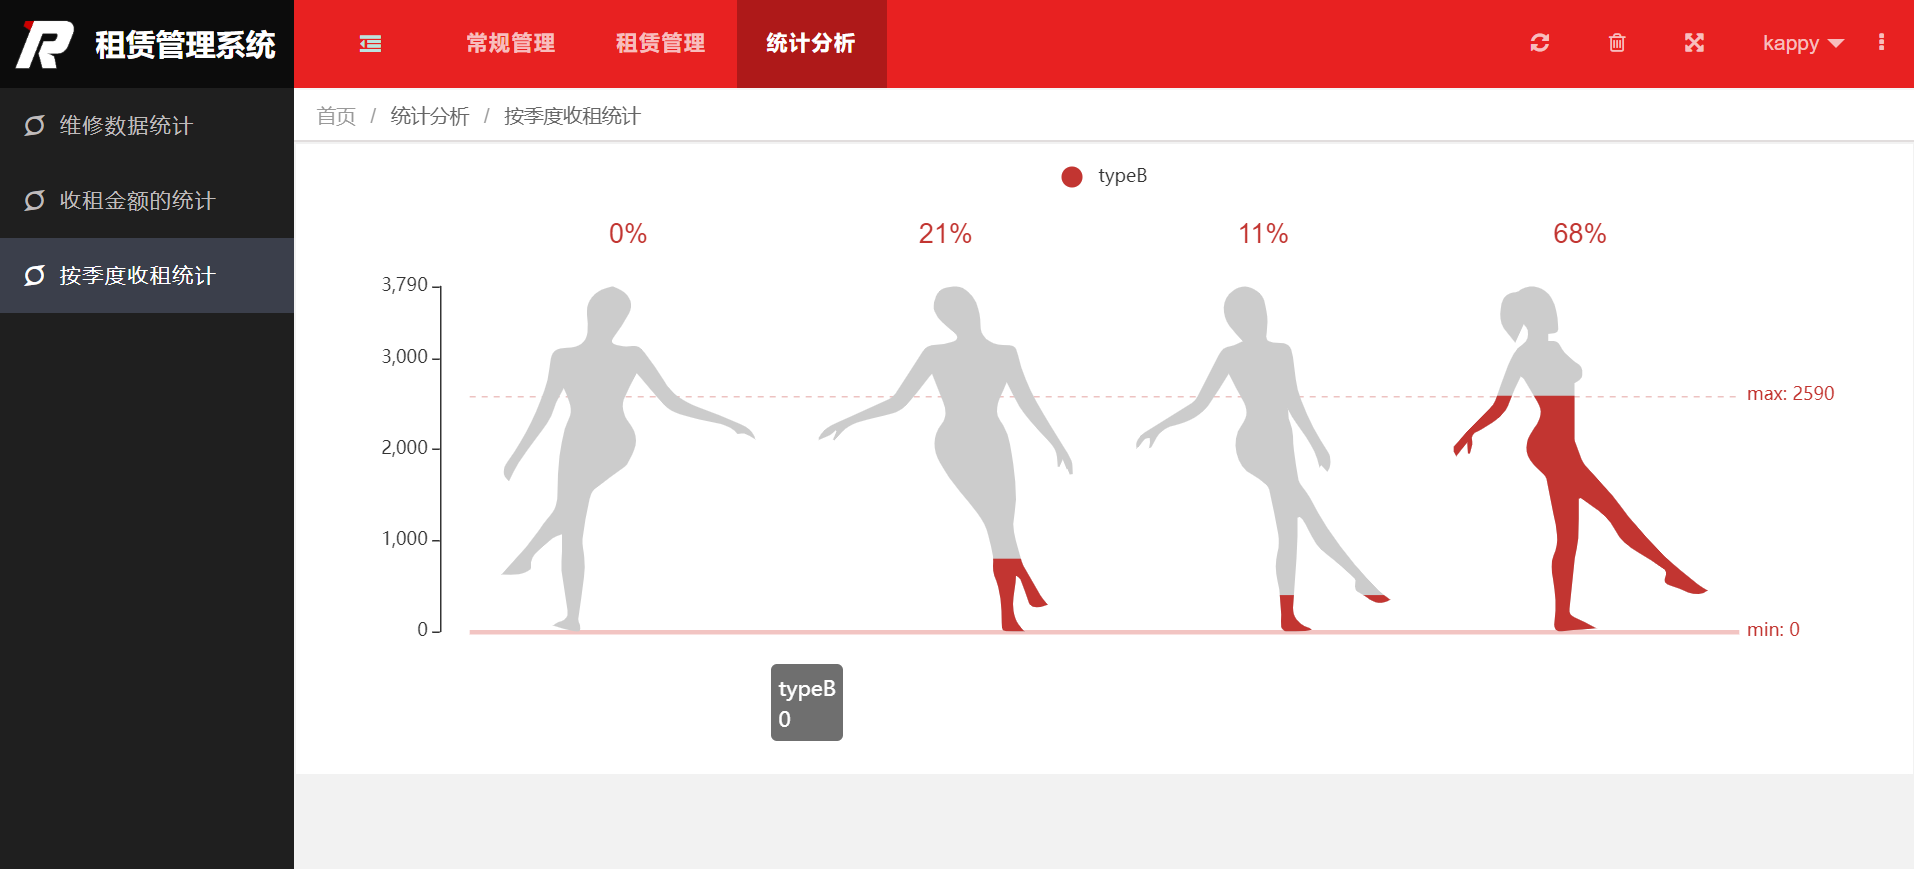 租赁管理系统
常规管理
租赁管理
统计分析
kappy
维修数据统计
收租金额的统计
按季度收租统计
首页 / 统计分析 / 按季度收租统计
typeB
0%
21%
11%
68%
3,790
3,000
2,000
1,000
0
max: 2590
min: 0
typeB
0